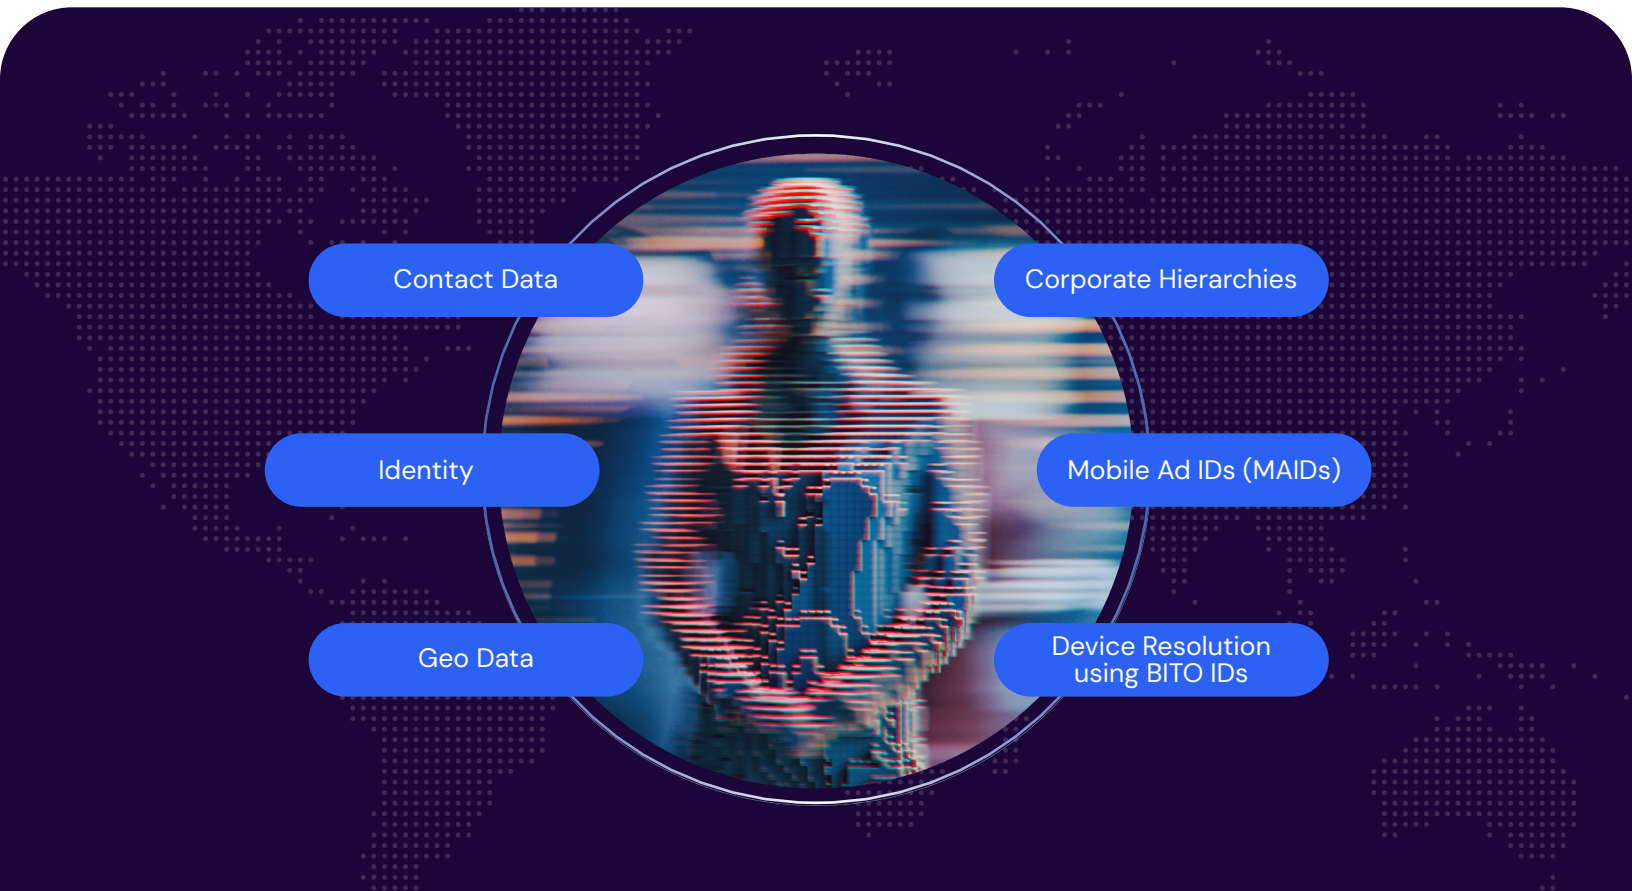 Contact Data
Corporate Hierarchies
Identity
Mobile Ad IDs (MAIDs)
Geo Data
Device Resolution
using BITO IDs